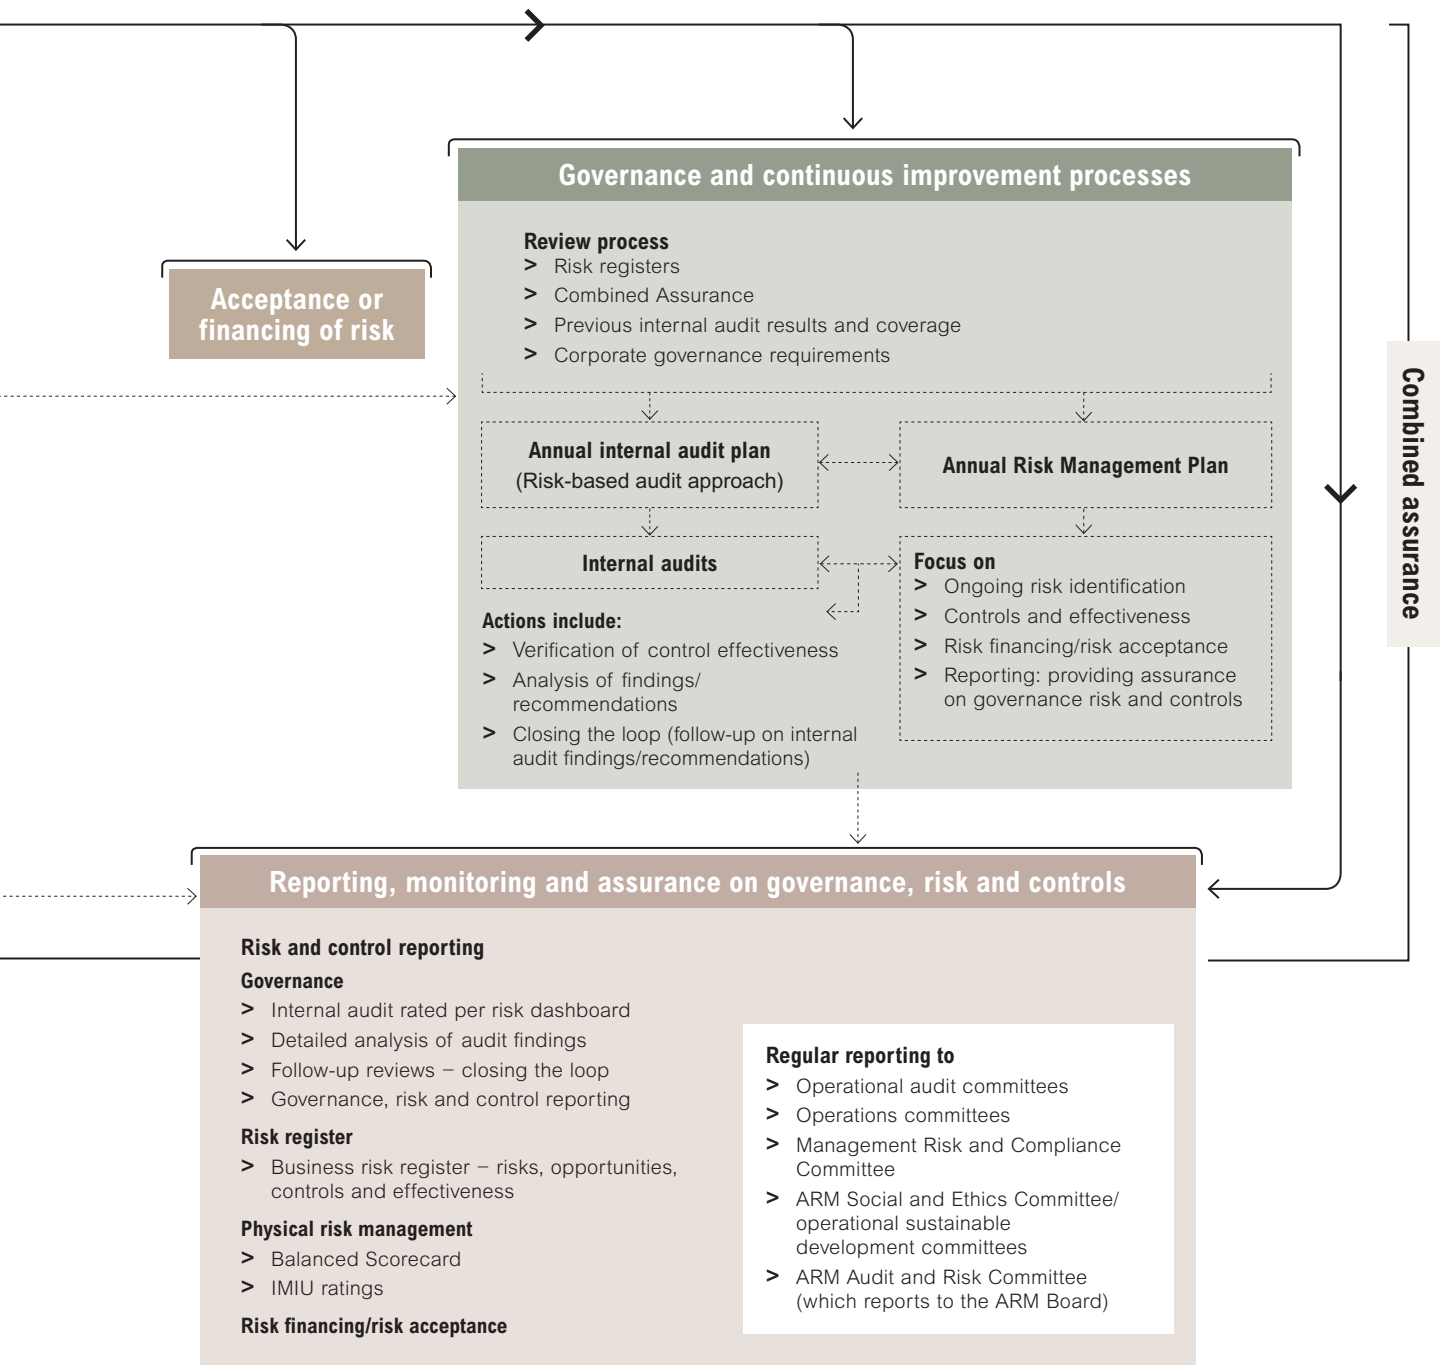 Governance and continuous improvement processes
Review process
> Risk registers
> Combined Assurance
> Previous internal audit results and coverage
> Corporate governance requirements
Acceptance or
financing of risk
Annual internal audit plan
(Risk-based audit approach)
Annual Risk Management Plan
Internal audits
Actions include:
> Verification of control effectiveness
> Analysis of findings/
recommendations
> Closing the loop (follow-up on internal
audit findings/recommendations)
Focus on
> Ongoing risk identification
> Controls and effectiveness
> Risk financing/risk acceptance
> Reporting: providing assurance
on governance risk and controls
Combined assurance
Reporting, monitoring and assurance on governance, risk and controls
Risk and control reporting
Governance
> Internal audit rated per risk dashboard
> Detailed analysis of audit findings
> Follow-up reviews – closing the loop
> Governance, risk and control reporting
Risk register
> Business risk register – risks, opportunities,
controls and effectiveness
Physical risk management
> Balanced Scorecard
> IMIU ratings
Risk financing/risk acceptance
Regular reporting to
> Operational audit committees
> Operations committees
> Management Risk and Compliance
Committee
> ARM Social and Ethics Committee/
operational sustainable
development committees
> ARM Audit and Risk Committee
(which reports to the ARM Board)